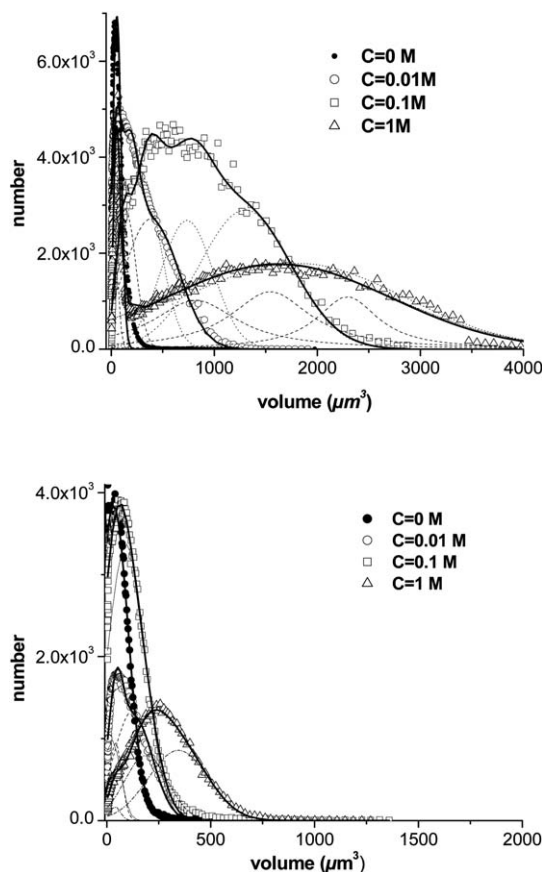 C=0 M
C=0.01M
C=0.1M
C=1M
6.0x10³
4.0x10³
2.0x10³
0.0
number
0
1000
2000
3000
4000
volume (μm³)
C=0 M
C=0.01 M
C=0.1 M
C=1 M
4.0x10³
2.0x10³
0.0
number
0
500
1000
1500
2000
volume (μm³)